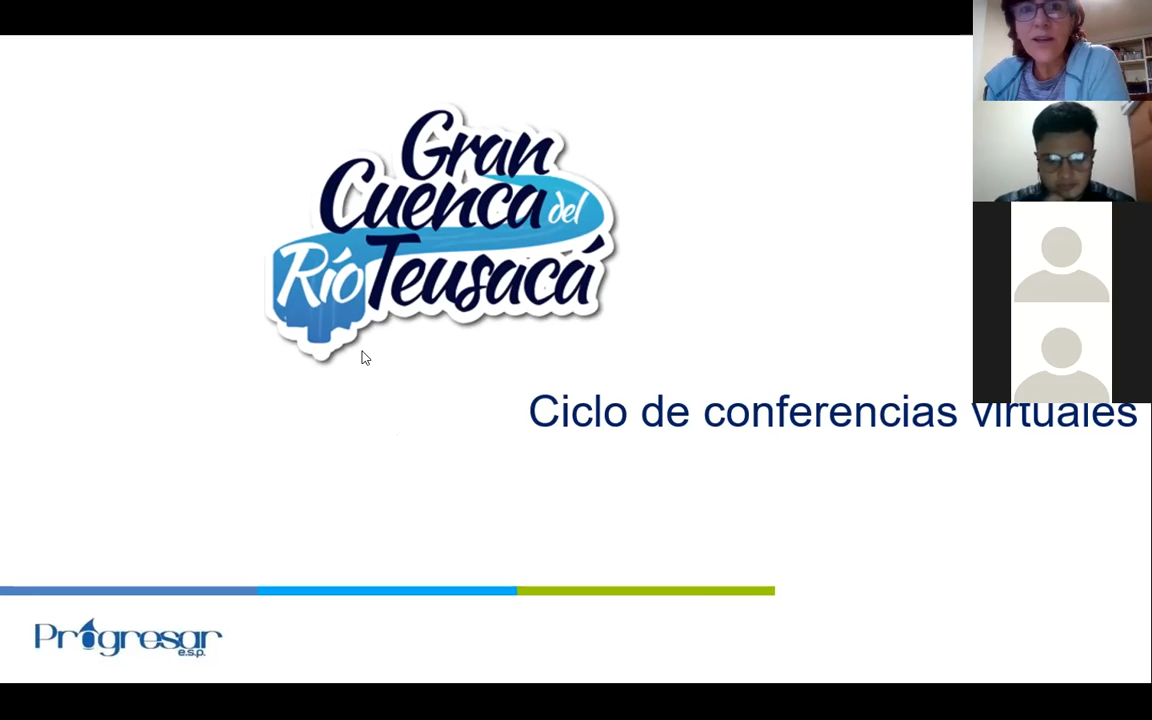 Gran
Cuenca del
Río Teusacá
Ciclo de conferencias virtuales
Progresar
e.s.p.